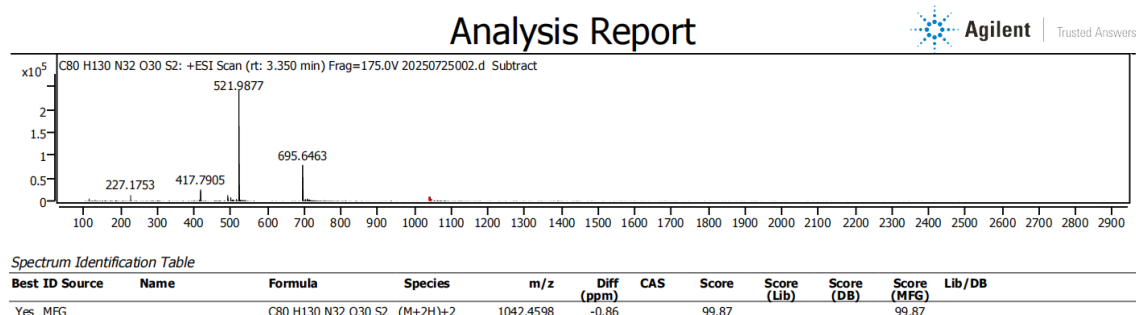 Analysis Report
Agilent | Trusted Answers
x10⁵ C80 H130 N32 O30 S2: +ESI Scan (rt: 3.350 min) Frag=175.0V 20250725002.d Subtract
521.9877
2
1.5
695.6463
1
0.5 227.1753 417.7905
0
100 200 300 400 500 600 700 800 900 1000 1100 1200 1300 1400 1500 1600 1700 1800 1900 2000 2100 2200 2300 2400 2500 2600 2700 2800 2900
Spectrum Identification Table
Best ID Source Name Formula Species m/z Diff (ppm) CAS Score Score (Lib) Score (DB) Score (MFG) Lib/DB
Yes MFG C80 H130 N32 O30 S2 (M+2H)+2 1042.4598 -0.86 99.87 99.87